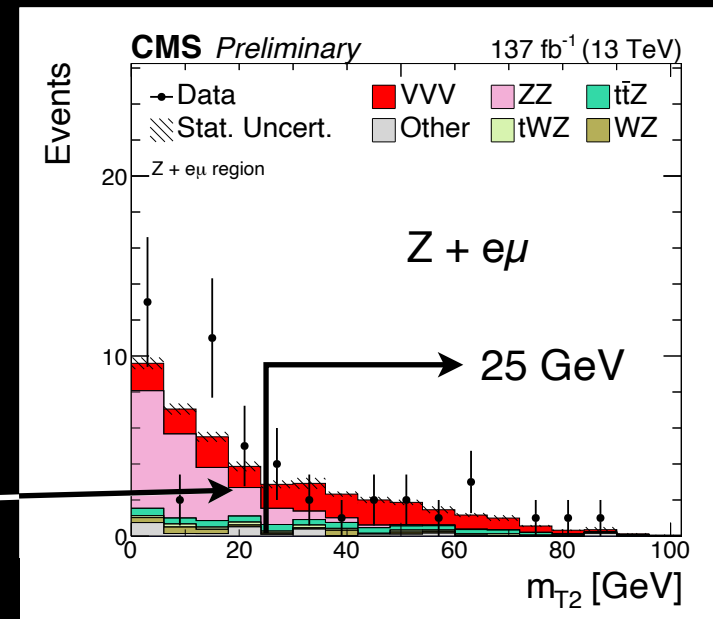 CMS Preliminary 137 fb⁻¹ (13 TeV)
Events
Data VVV ZZ tt̄Z
Stat. Uncert. Other tWZ WZ
Z + eμ region
20
Z + eμ
10
25 GeV
0
0 20 40 60 80 100
m_T2 [GeV]